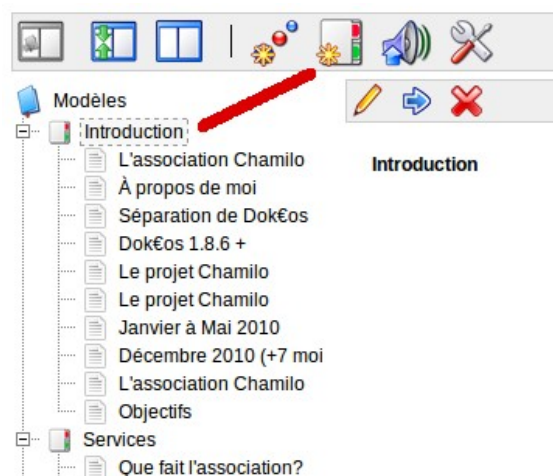 Modèles
Introduction
L'association Chamilo
Introduction
À propos de moi
Séparation de Dok€os
Dok€os 1.8.6 +
Le projet Chamilo
Le projet Chamilo
Janvier à Mai 2010
Décembre 2010 (+7 moi
L'association Chamilo
Objectifs
Services
Que fait l'association?